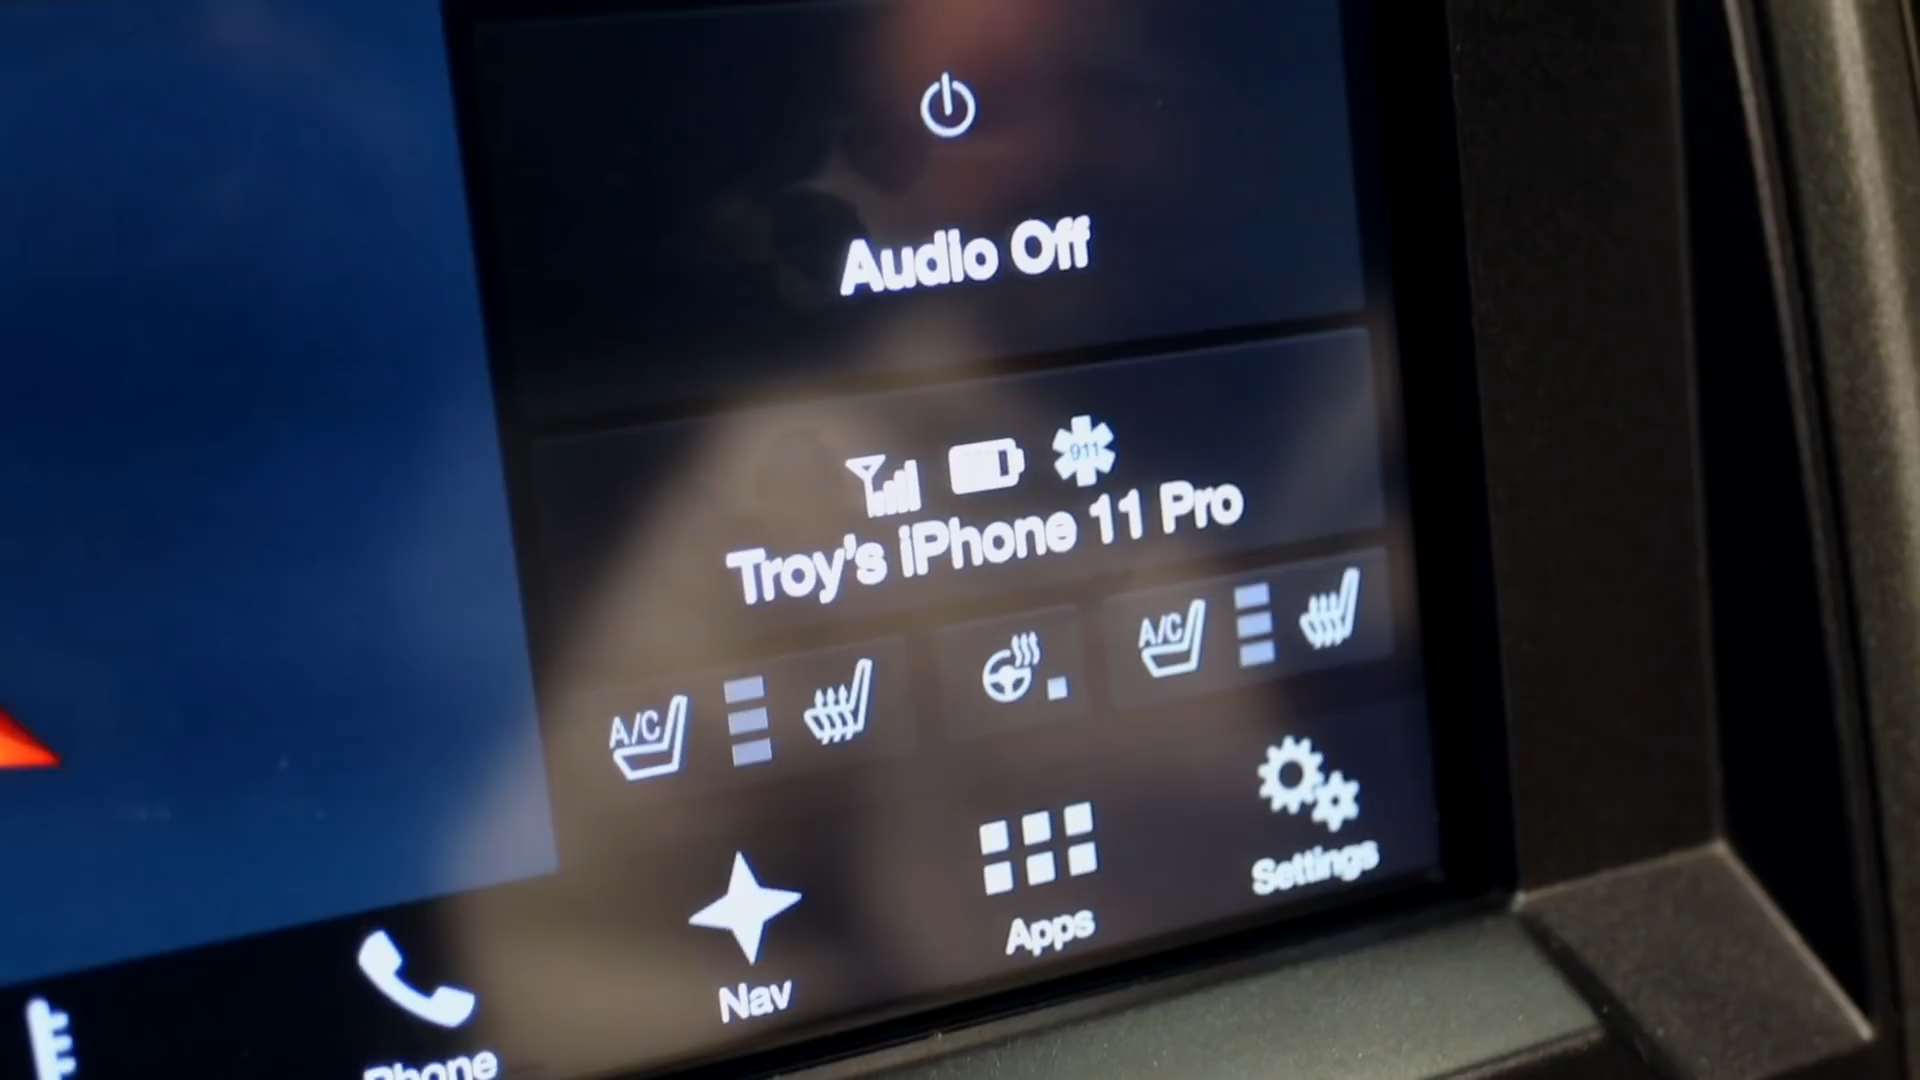 Audio Off
911
Troy's iPhone 11 Pro
A/C
A/C
Settings
Apps
Nav
Phone